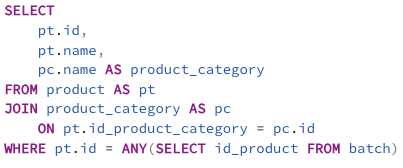 SELECT
    pt.id,
    pt.name,
    pc.name AS product_category
FROM product AS pt
JOIN product_category AS pc
    ON pt.id_product_category = pc.id
WHERE pt.id = ANY(SELECT id_product FROM batch)